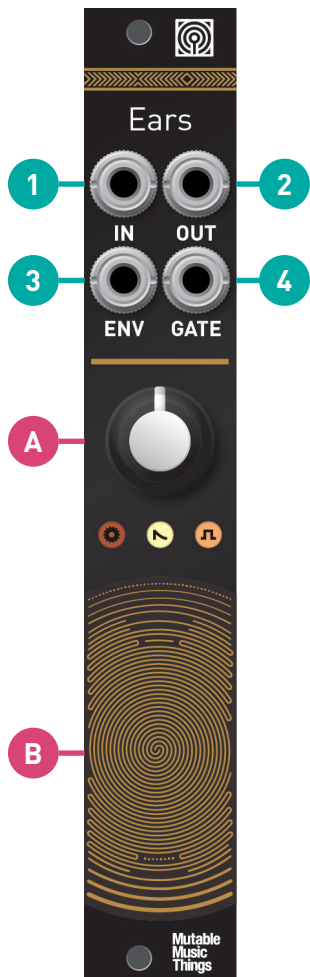 Ears
1
2
IN OUT
3
4
ENV GATE
A
B
Mutable
Music
Things